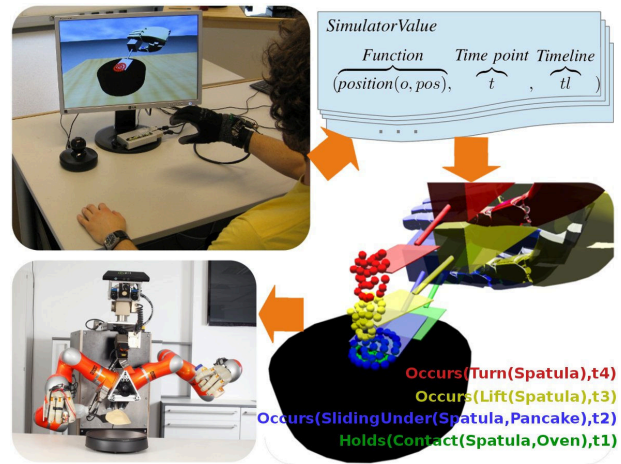 SimulatorValue
Function Time point Timeline
(position(o, pos), t , tl )
. . .
Occurs(Turn(Spatula),t4)
Occurs(Lift(Spatula),t3)
Occurs(SlidingUnder(Spatula,Pancake),t2)
Holds(Contact(Spatula,Oven),t1)